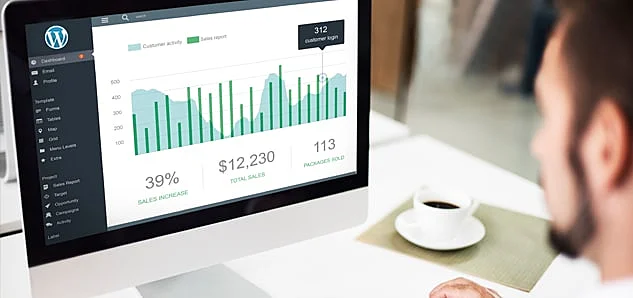 search
Dashboard
Email
Profile
Template
Forms
Tables
Map
Grid
Menu Levels
Extra
Project
Sales Report
Target
Opportunity
Campaigns
Activity
Label
Customer activity
Sales report
312
customer login
500
400
300
200
100
39%
SALES INCREASE
$12,230
TOTAL SALES
113
PACKAGES SOLD